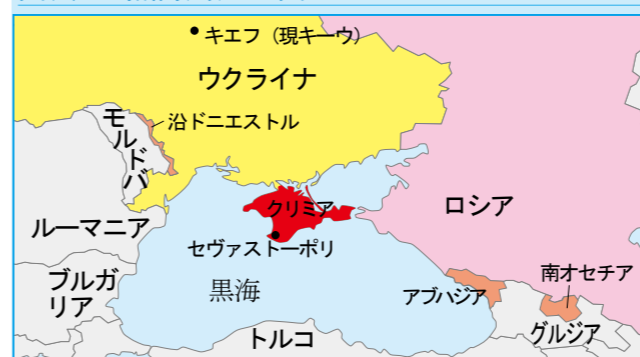 キエフ（現キーウ）
ウクライナ
沿ドニエストル
モルドバ
ルーマニア
クリミア
ロシア
セヴァストーポリ
ブルガ
リア
黒海
アブハジア
南オセチア
グルジア
トルコ